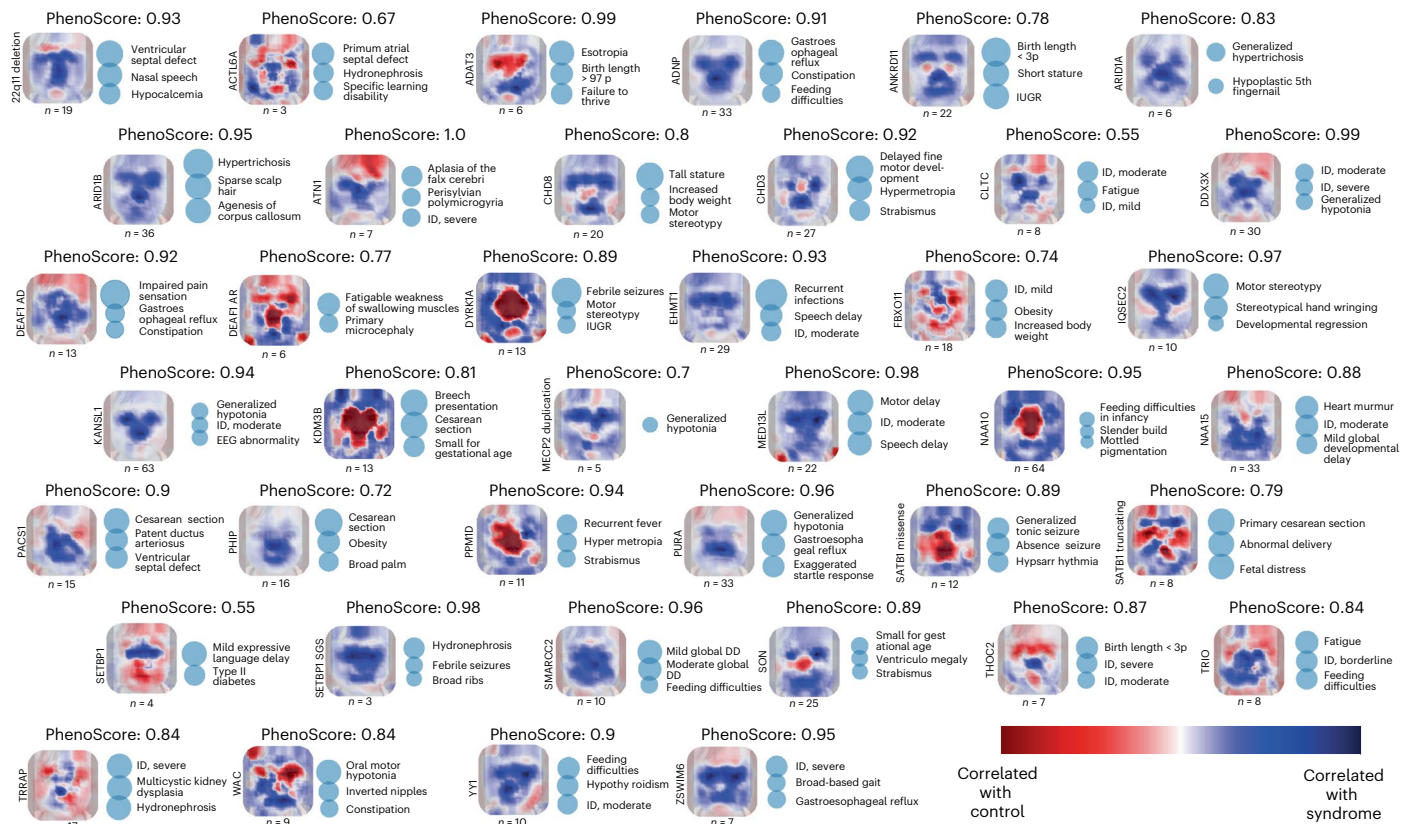 PhenoScore: 0.93
22q11 deletion
Ventricular
septal defect
Nasal speech
Hypocalcemia
n = 19
PhenoScore: 0.67
ACTL6A
Primum atrial
septal defect
Hydronephrosis
Specific learning
disability
n = 3
PhenoScore: 0.99
ADAT3
Esotropia
Birth length
> 97 p
Failure to
thrive
n = 6
PhenoScore: 0.91
ADNP
Gastroes
ophageal
reflux
Constipation
Feeding
difficulties
n = 33
PhenoScore: 0.78
ANKRD11
Birth length
< 3p
Short stature
IUGR
n = 22
PhenoScore: 0.83
ARID1A
Generalized
hypertrichosis
Hypoplastic 5th
fingernail
n = 6
PhenoScore: 0.95
ARID1B
Hypertrichosis
Sparse scalp
hair
Agenesis of
corpus callosum
n = 36
PhenoScore: 1.0
ATN1
Aplasia of the
falx cerebri
Perisylvian
polymicrogyria
ID, severe
n = 7
PhenoScore: 0.8
CHD8
Tall stature
Increased
body weight
Motor
stereotypy
n = 20
PhenoScore: 0.92
CHD3
Delayed fine
motor devel-
opment
Hypermetropia
Strabismus
n = 27
PhenoScore: 0.55
CLTC
ID, moderate
Fatigue
ID, mild
n = 8
PhenoScore: 0.99
DDX3X
ID, moderate
ID, severe
Generalized
hypotonia
n = 30
PhenoScore: 0.92
DEAF1 AD
Impaired pain
sensation
Gastroes
ophageal reflux
Constipation
n = 13
PhenoScore: 0.77
DEAF1 AR
Fatigable weakness
of swallowing muscles
Primary
microcephaly
n = 6
PhenoScore: 0.89
DYRK1A
Febrile seizures
Motor
stereotypy
IUGR
n = 13
PhenoScore: 0.93
EHMT1
Recurrent
infections
Speech delay
ID, moderate
n = 29
PhenoScore: 0.74
FBXO11
ID, mild
Obesity
Increased body
weight
n = 18
PhenoScore: 0.97
IQSEC2
Motor stereotypy
Stereotypical hand wringing
Developmental regression
n = 10
PhenoScore: 0.94
KANSL1
Generalized
hypotonia
ID, moderate
EEG abnormality
n = 63
PhenoScore: 0.81
KDM3B
Breech
presentation
Cesarean
section
Small for
gestational age
n = 13
PhenoScore: 0.7
MECP2 duplication
Generalized
hypotonia
n = 5
PhenoScore: 0.98
MED13L
Motor delay
ID, moderate
Speech delay
n = 22
PhenoScore: 0.95
NAA10
Feeding difficulties
in infancy
Slender build
Mottled
pigmentation
n = 64
PhenoScore: 0.88
NAA15
Heart murmur
ID, moderate
Mild global
developmental
delay
n = 33
PhenoScore: 0.9
PACS1
Cesarean section
Patent ductus
arteriosus
Ventricular
septal defect
n = 15
PhenoScore: 0.72
PHIP
Cesarean
section
Obesity
Broad palm
n = 16
PhenoScore: 0.94
PPM1D
Recurrent fever
Hyper metropia
Strabismus
n = 11
PhenoScore: 0.96
PURA
Generalized
hypotonia
Gastroesopha
geal reflux
Exaggerated
startle response
n = 33
PhenoScore: 0.89
SATB1 missense
Generalized
tonic seizure
Absence seizure
Hypsarr hythmia
n = 12
PhenoScore: 0.79
SATB1 truncating
Primary cesarean section
Abnormal delivery
Fetal distress
n = 8
PhenoScore: 0.55
SETBP1
Mild expressive
language delay
Type II
diabetes
n = 4
PhenoScore: 0.98
SETBP1 SGS
Hydronephrosis
Febrile seizures
Broad ribs
n = 3
PhenoScore: 0.96
SMARCC2
Mild global DD
Moderate global
DD
Feeding difficulties
n = 10
PhenoScore: 0.89
SON
Small for gest
ational age
Ventriculo megaly
Strabismus
n = 25
PhenoScore: 0.87
THOC2
Birth length < 3p
ID, severe
ID, moderate
n = 7
PhenoScore: 0.84
TRIO
Fatigue
ID, borderline
Feeding
difficulties
n = 8
PhenoScore: 0.84
TRRAP
ID, severe
Multicystic kidney
dysplasia
Hydronephrosis
PhenoScore: 0.84
WAC
Oral motor
hypotonia
Inverted nipples
Constipation
n = 9
PhenoScore: 0.9
YY1
Feeding
difficulties
Hypothy roidism
ID, moderate
n = 10
PhenoScore: 0.95
ZSWIM6
ID, severe
Broad-based gait
Gastroesophageal reflux
n = 7
Correlated
with
control
Correlated
with
syndrome